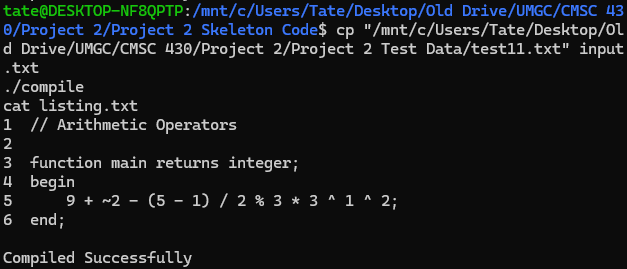 tate@DESKTOP-NF8QPTP:/mnt/c/Users/Tate/Desktop/Old Drive/UMGC/CMSC 43
0/Project 2/Project 2 Skeleton Code$ cp "/mnt/c/Users/Tate/Desktop/Ol
d Drive/UMGC/CMSC 430/Project 2/Project 2 Test Data/test11.txt" input
.txt
./compile
cat listing.txt
1  // Arithmetic Operators
2
3  function main returns integer;
4  begin
5      9 + ~2 - (5 - 1) / 2 % 3 * 3 ^ 1 ^ 2;
6  end;

Compiled Successfully